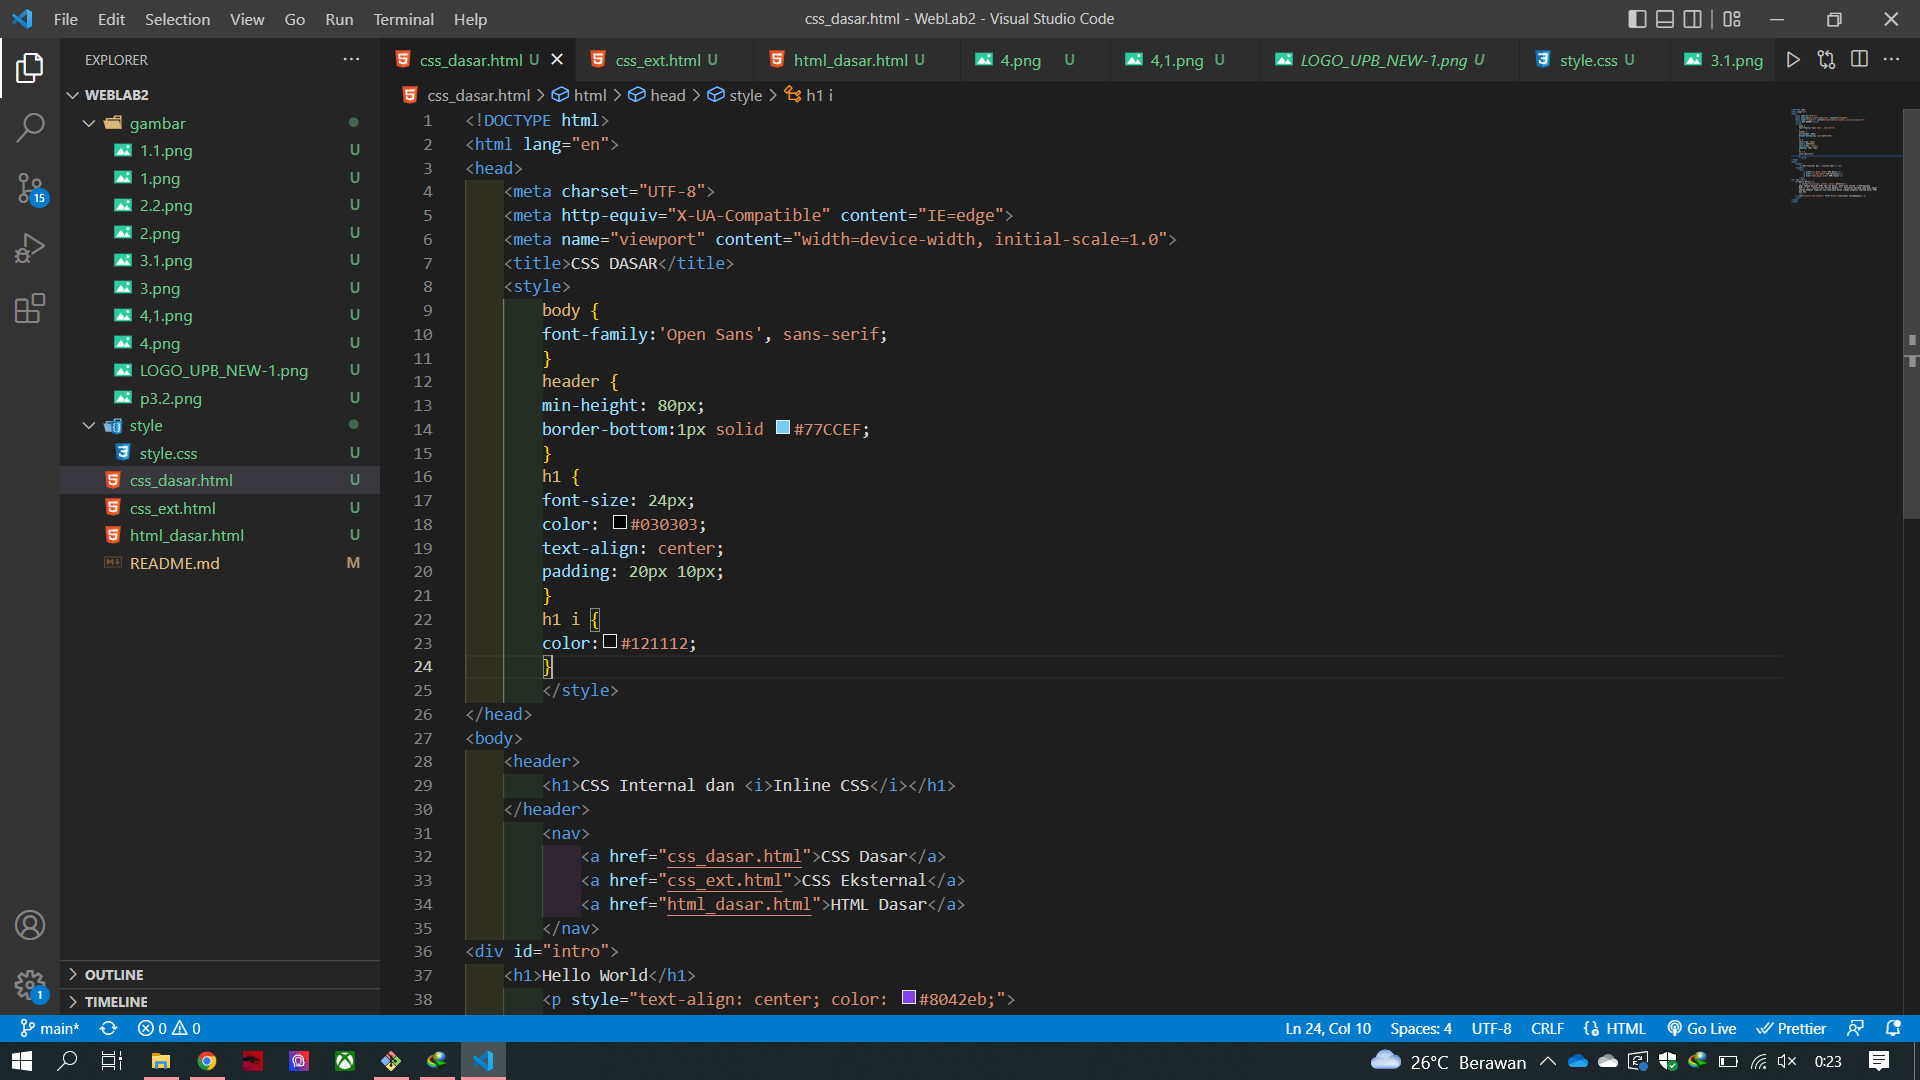 File Edit Selection View Go Run Terminal Help
css_dasar.html - WebLab2 - Visual Studio Code
EXPLORER
WEBLAB2
gambar
1.1.png U
1.png U
2.2.png U
2.png U
3.1.png U
3.png U
4,1.png U
4.png U
LOGO_UPB_NEW-1.png U
p3.2.png U
style
style.css U
css_dasar.html U
css_ext.html U
html_dasar.html U
README.md M
OUTLINE
TIMELINE
15
1
css_dasar.html U css_ext.html U html_dasar.html U 4.png U 4,1.png U LOGO_UPB_NEW-1.png U style.css U 3.1.png
css_dasar.html > html > head > style > h1 i
1 <!DOCTYPE html>
2 <html lang="en">
3 <head>
4 <meta charset="UTF-8">
5 <meta http-equiv="X-UA-Compatible" content="IE=edge">
6 <meta name="viewport" content="width=device-width, initial-scale=1.0">
7 <title>CSS DASAR</title>
8 <style>
9 body {
10 font-family:'Open Sans', sans-serif;
11 }
12 header {
13 min-height: 80px;
14 border-bottom:1px solid #77CCEF;
15 }
16 h1 {
17 font-size: 24px;
18 color: #030303;
19 text-align: center;
20 padding: 20px 10px;
21 }
22 h1 i {
23 color:#121112;
24 }
25 </style>
26 </head>
27 <body>
28 <header>
29 <h1>CSS Internal dan <i>Inline CSS</i></h1>
30 </header>
31 <nav>
32 <a href="css_dasar.html">CSS Dasar</a>
33 <a href="css_ext.html">CSS Eksternal</a>
34 <a href="html_dasar.html">HTML Dasar</a>
35 </nav>
36 <div id="intro">
37 <h1>Hello World</h1>
38 <p style="text-align: center; color: #8042eb;">
main* 0 0 Ln 24, Col 10 Spaces: 4 UTF-8 CRLF HTML Go Live Prettier
26°C Berawan 0:23